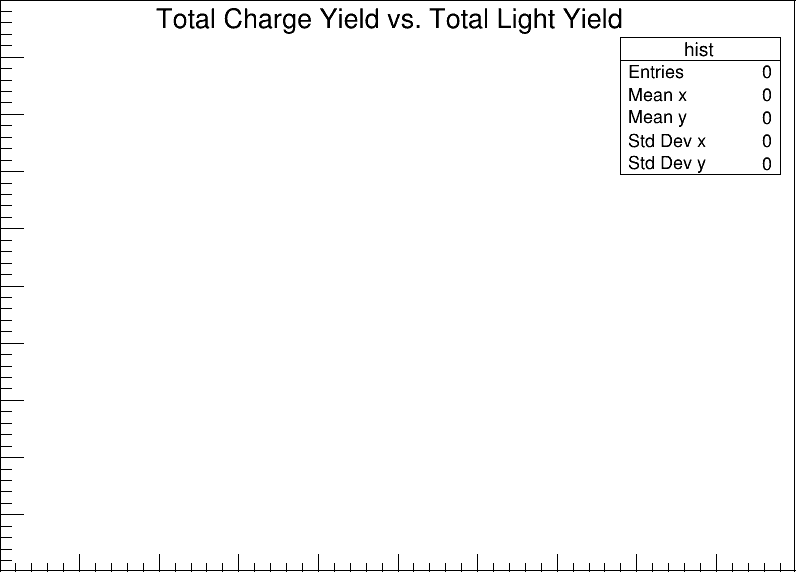 Total Charge Yield vs. Total Light Yield
hist
Entries 0
Mean x 0
Mean y 0
Std Dev x 0
Std Dev y 0